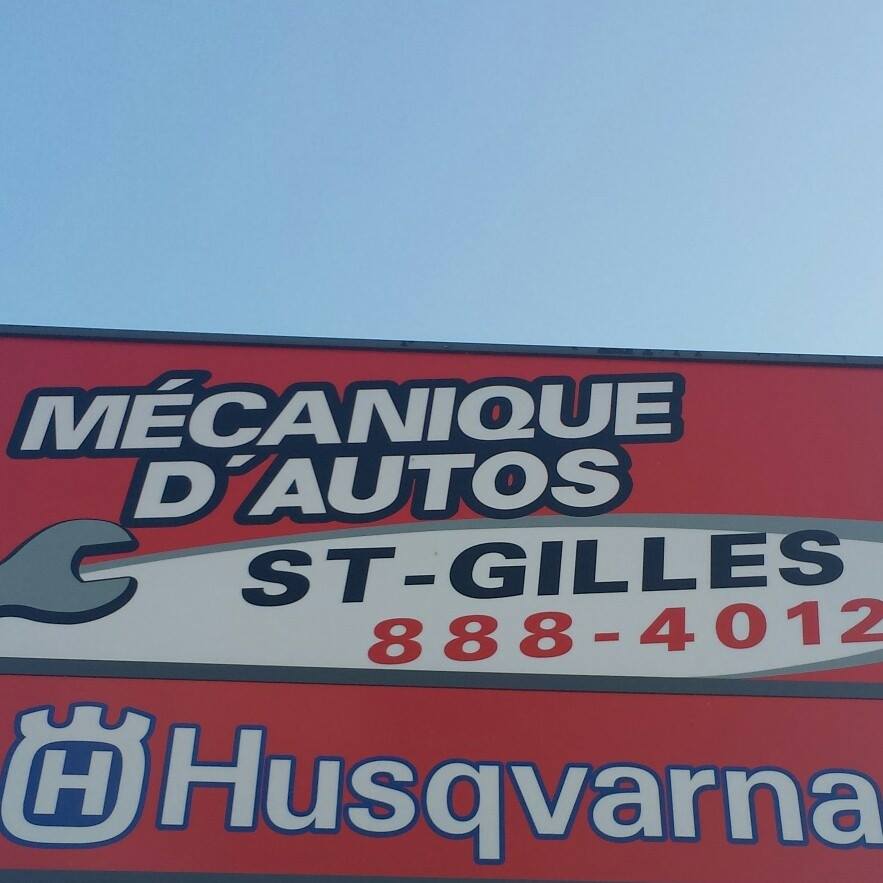 MÉCANIQUE
D'AUTOS
ST-GILLES
888-4012
H Husqvarna